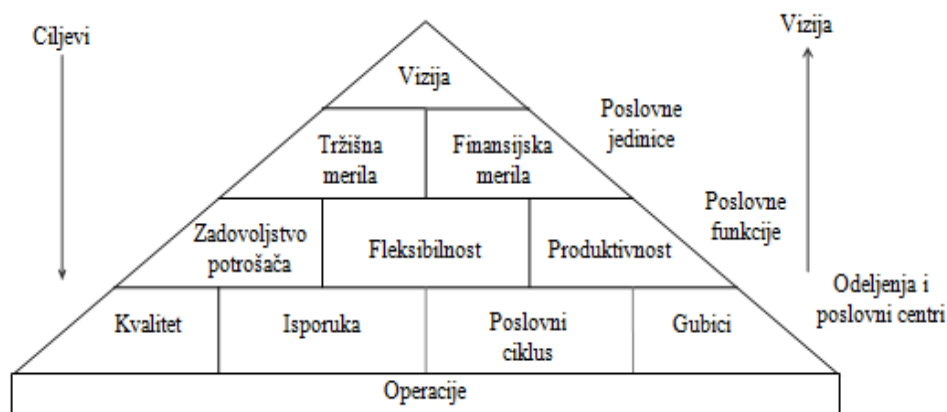 Ciljevi
Vizija
Vizija
Poslovne
jedinice
Tržišna
merila
Finansijska
merila
Poslovne
funkcije
Zadovoljstvo
potrošača
Fleksibilnost
Produktivnost
Odeljenja i
poslovni centri
Kvalitet
Isporuka
Poslovni
ciklus
Gubici
Operacije